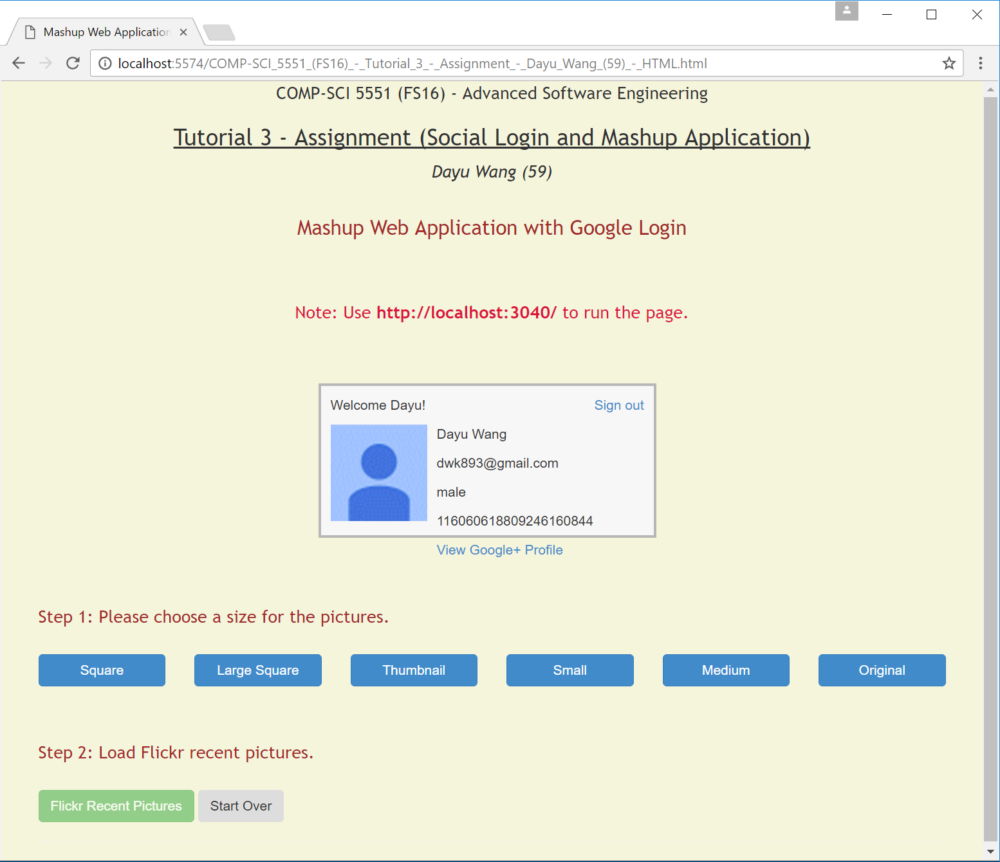 Mashup Web Application
localhost:5574/COMP-SCI_5551_(FS16)_-_Tutorial_3_-_Assignment_-_Dayu_Wang_(59)_-_HTML.html
COMP-SCI 5551 (FS16) - Advanced Software Engineering
Tutorial 3 - Assignment (Social Login and Mashup Application)
Dayu Wang (59)
Mashup Web Application with Google Login
Note: Use http://localhost:3040/ to run the page.
Welcome Dayu! Sign out
Dayu Wang
dwk893@gmail.com
male
116060618809246160844
View Google+ Profile
Step 1: Please choose a size for the pictures.
Square Large Square Thumbnail Small Medium Original
Step 2: Load Flickr recent pictures.
Flickr Recent Pictures Start Over